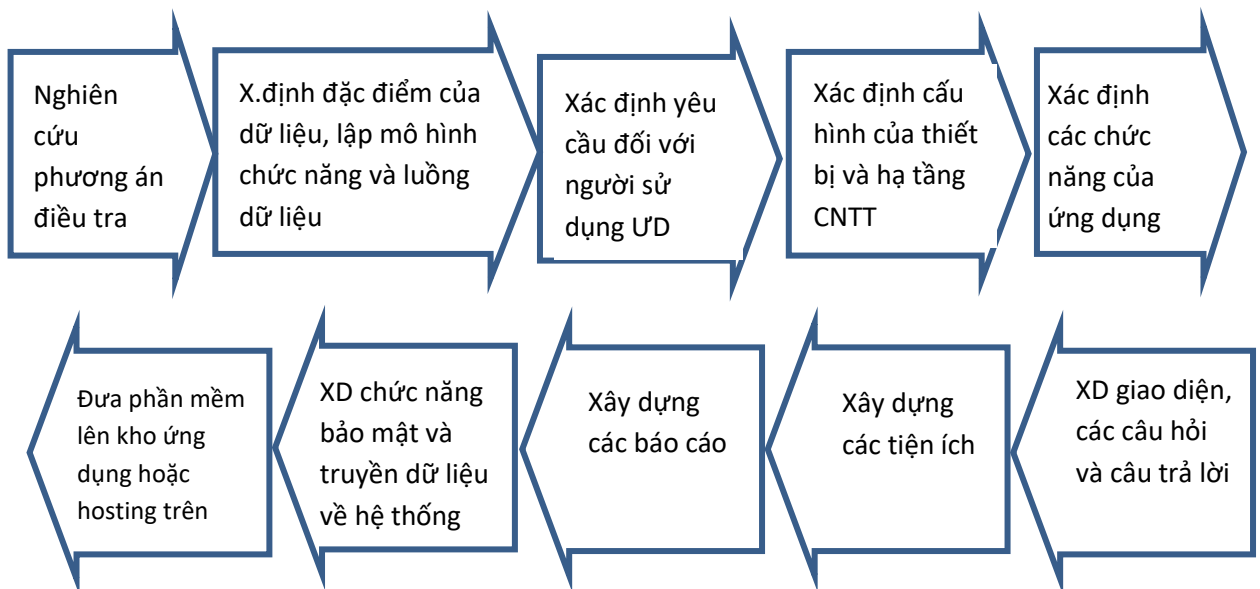 Nghiên
cứu
phương án
điều tra
X.định đặc điểm của
dữ liệu, lập mô hình
chức năng và luồng
dữ liệu
Xác định yêu
cầu đối với
người sử
dụng ƯD
Xác định cấu
hình của thiết
bị và hạ tầng
CNTT
Xác định
các chức
năng của
ứng dụng
XD giao diện,
các câu hỏi
và câu trả lời
Xây dựng
các tiện ích
Xây dựng
các báo cáo
XD chức năng
bảo mật và
truyền dữ liệu
về hệ thống
Đưa phần mềm
lên kho ứng
dụng hoặc
hosting trên